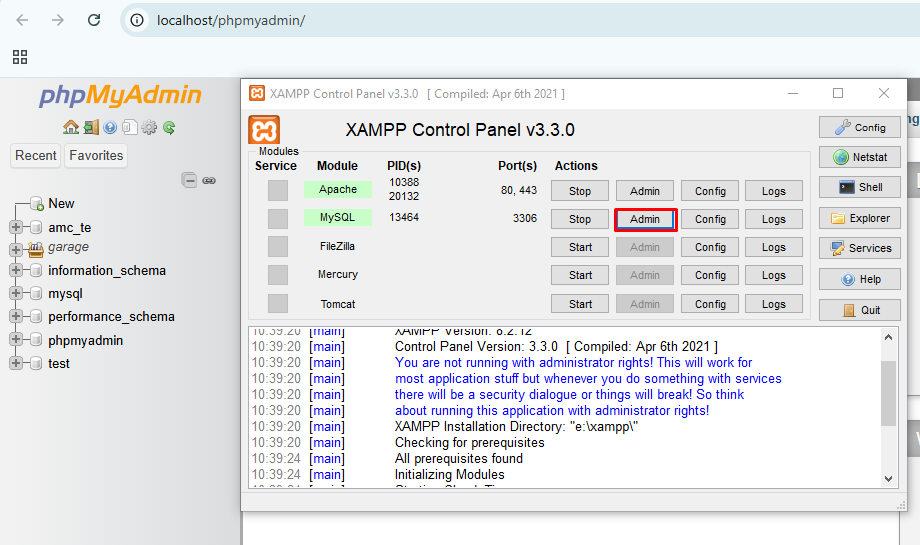 localhost/phpmyadmin/
phpMyAdmin
Recent Favorites
New
amc_te
garage
information_schema
mysql
performance_schema
phpmyadmin
test
XAMPP Control Panel v3.3.0 [ Compiled: Apr 6th 2021 ]
XAMPP Control Panel v3.3.0
Modules
Service Module PID(s) Port(s) Actions
Apache 10388 20132 80, 443 Stop Admin Config Logs
MySQL 13464 3306 Stop Admin Config Logs
FileZilla Start Admin Config Logs
Mercury Start Admin Config Logs
Tomcat Start Admin Config Logs
Config
Netstat
Shell
Explorer
Services
Help
Quit
10:39:20 [main] XAMPP Version: 8.2.12
10:39:20 [main] Control Panel Version: 3.3.0 [ Compiled: Apr 6th 2021 ]
10:39:20 [main] You are not running with administrator rights! This will work for
10:39:20 [main] most application stuff but whenever you do something with services
10:39:20 [main] there will be a security dialogue or things will break! So think
10:39:20 [main] about running this application with administrator rights!
10:39:20 [main] XAMPP Installation Directory: "e:\xampp\"
10:39:20 [main] Checking for prerequisites
10:39:24 [main] All prerequisites found
10:39:24 [main] Initializing Modules
10:39:24 [main]